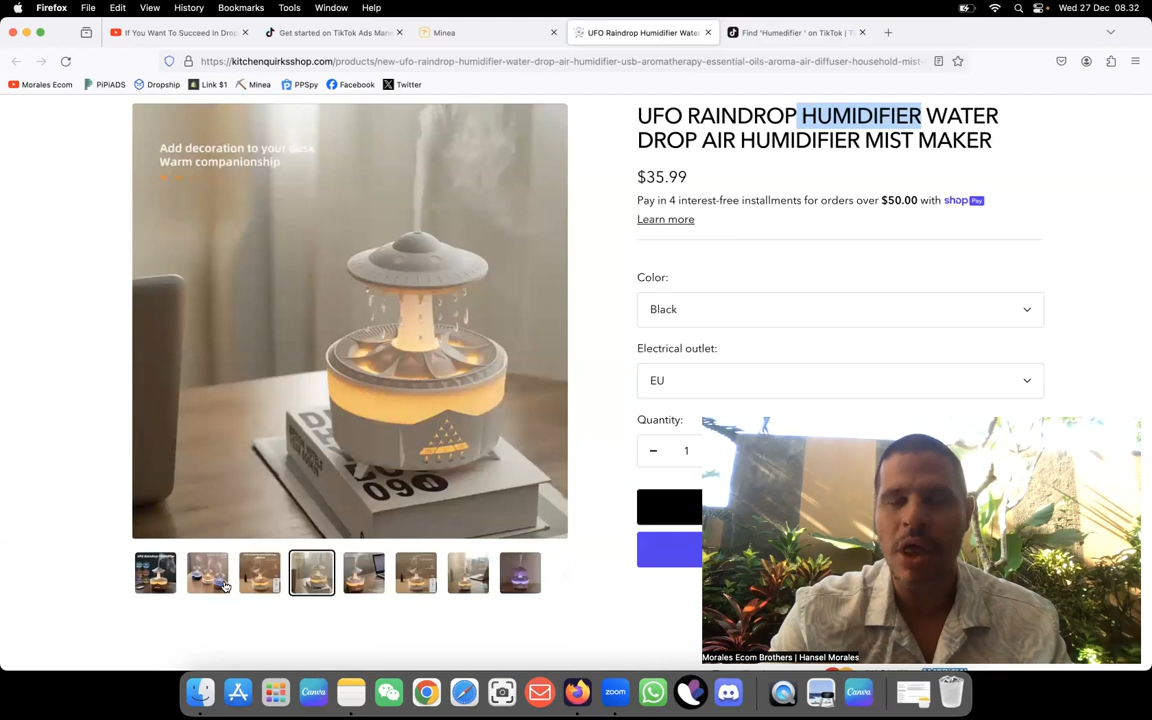 Firefox File Edit View History Bookmarks Tools Window Help Wed 27 Dec 08.32
If You Want To Succeed In Drop
Get started on TikTok Ads Mana
Minea
UFO Raindrop Humidifier Water
Find 'Humedifier ' on TikTok | T
https://kitchenquirksshop.com/products/new-ufo-raindrop-humidifier-water-drop-air-humidifier-usb-aromatherapy-essential-oils-aroma-air-diffuser-household-mist-
Morales Ecom PiPiADS Dropship Link $1 Minea PPSpy Facebook Twitter
Add decoration to your desk
Warm companionship
UFO RAINDROP HUMIDIFIER WATER
DROP AIR HUMIDIFIER MIST MAKER
$35.99
Pay in 4 interest-free installments for orders over $50.00 with shop Pay
Learn more
Color:
Black
Electrical outlet:
EU
Quantity:
1
Morales Ecom Brothers | Hansel Morales